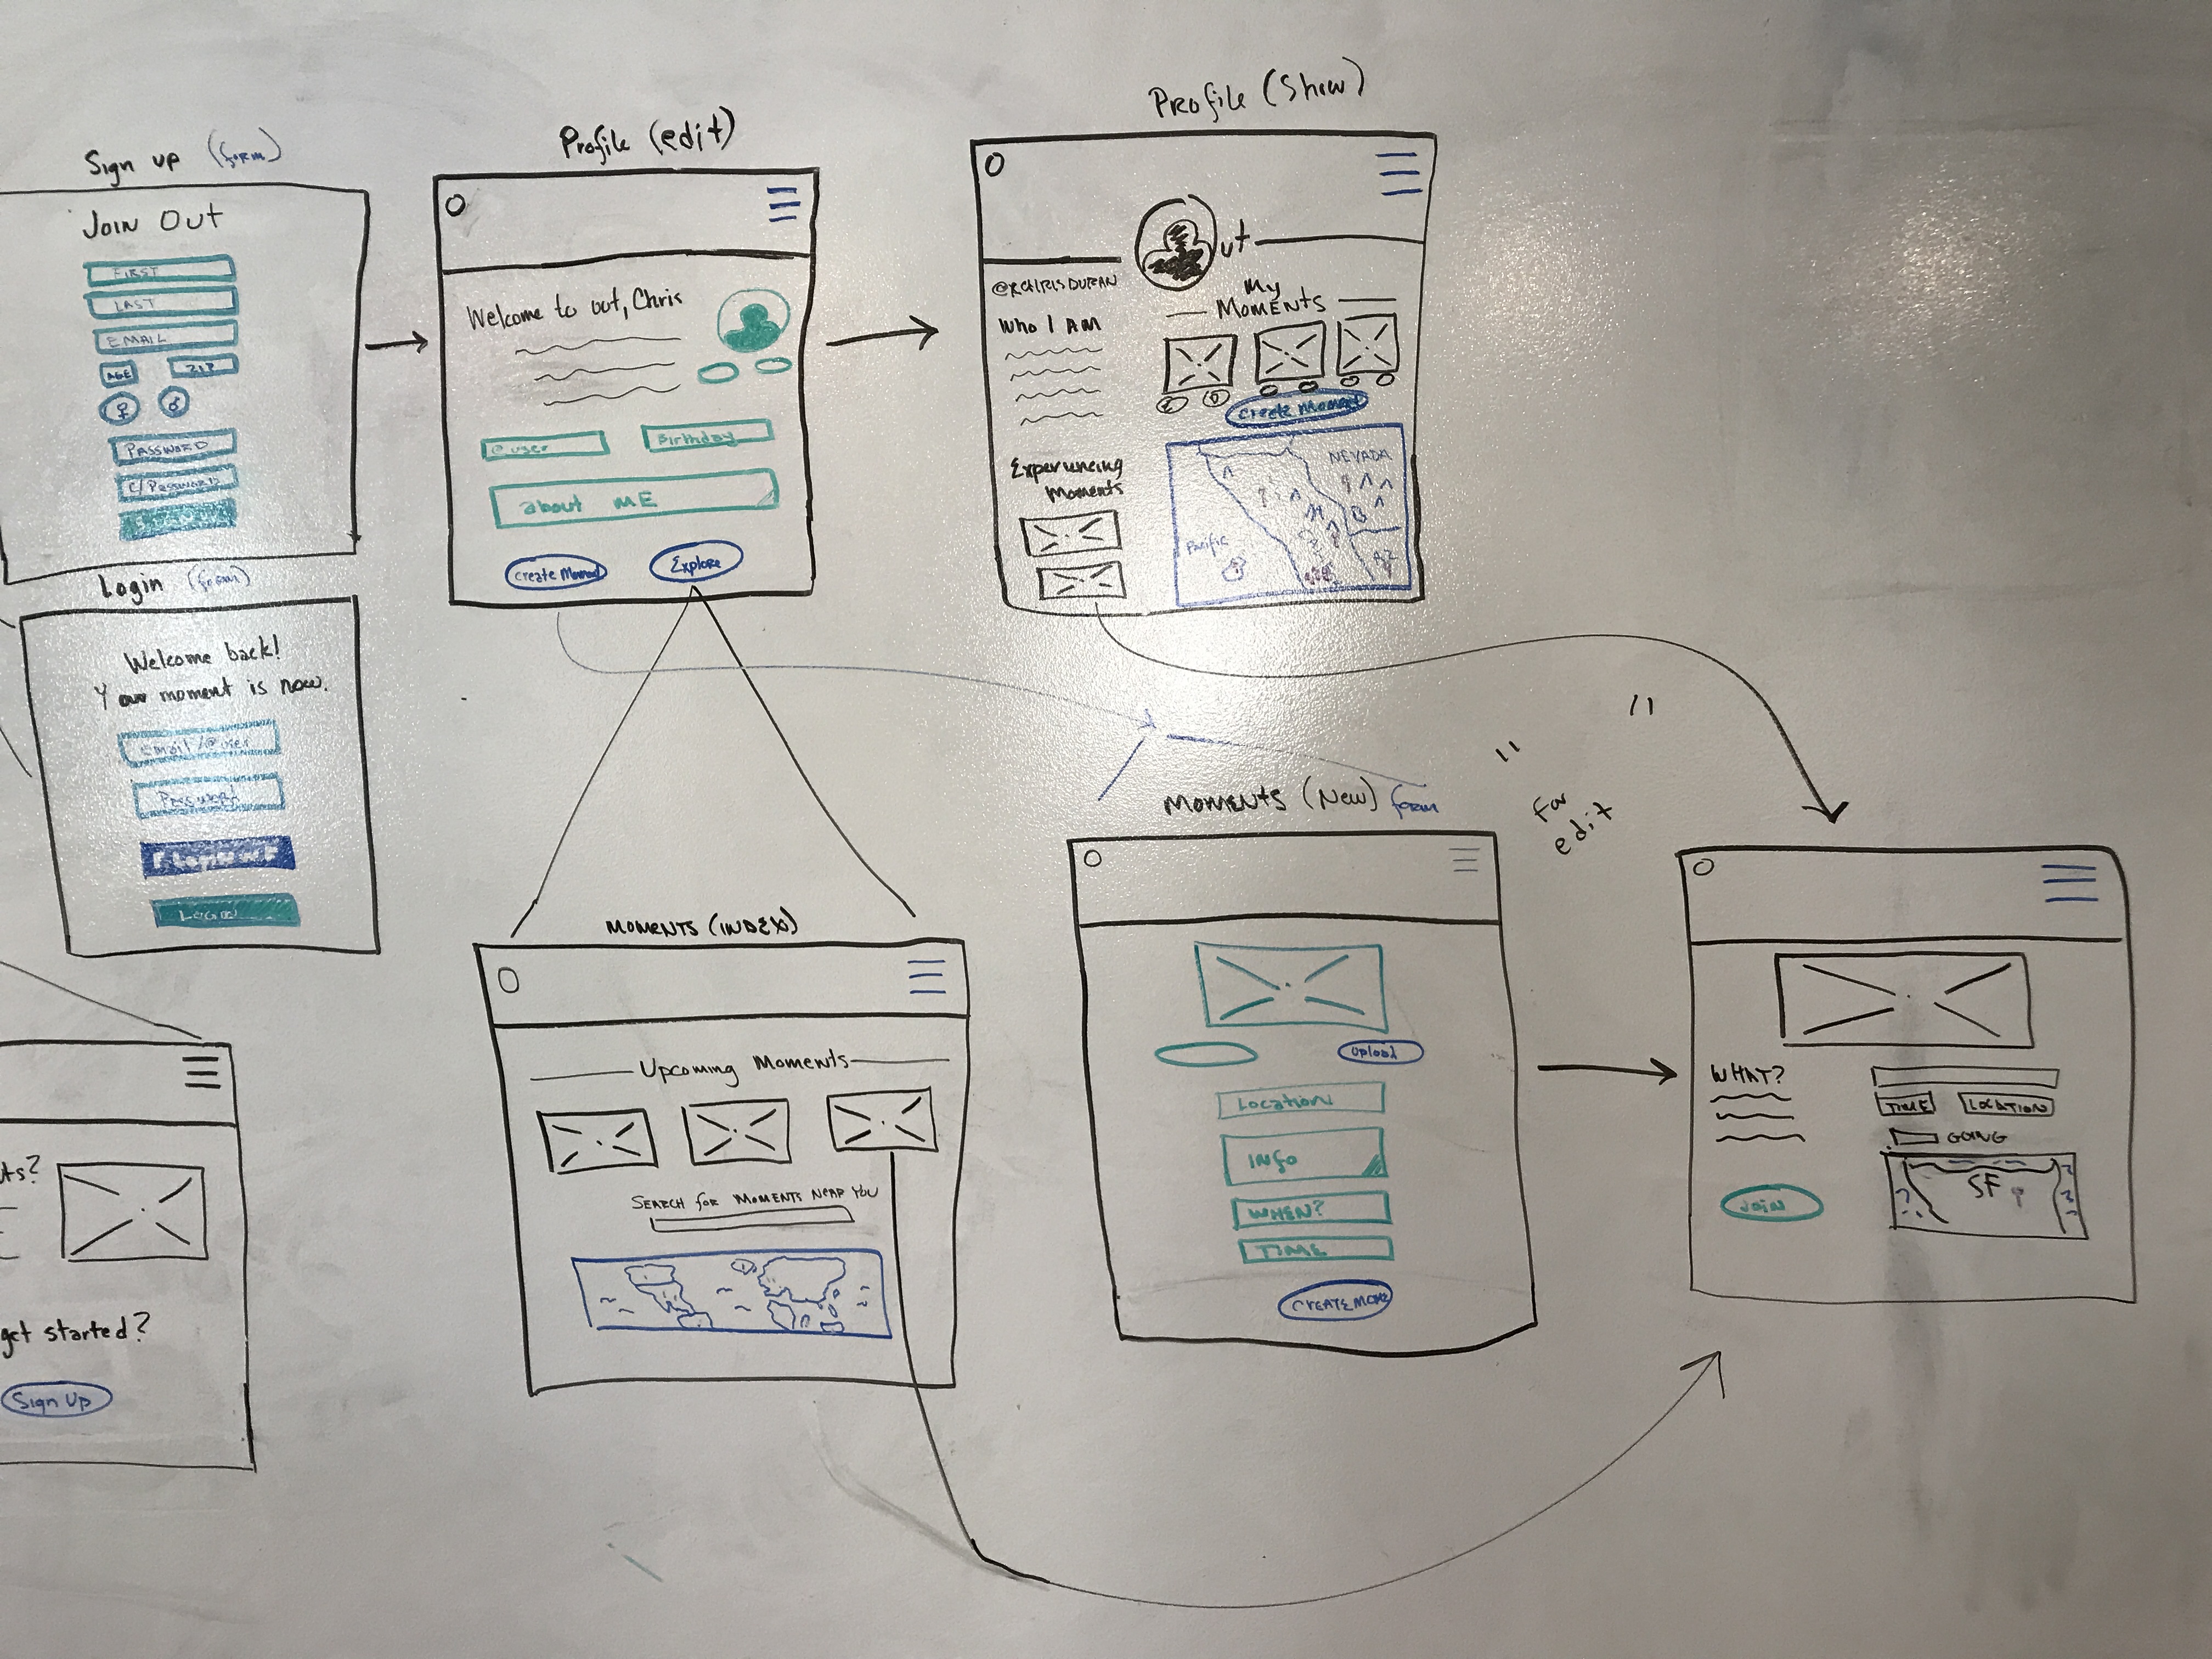 Sign up (form)
JOIN OUT
FIRST
LAST
EMAIL
AGE ZIP
PASSWORD
C/PASSWORD
Login (form)
Welcome back!
Your moment is now.
Email/@user
Password
LOGIN
uts?
get started?
Sign Up
Profile (edit)
Welcome to out, Chris
@user Birthday
about ME
Create Moment Explore
Profile (Show)
ut
@RCHRISDURAN
Who I AM
My
MOMENTS
Create Moment
Experiencing
Moments
NEVADA
Pacific
AZ
MOMENTS (INDEX)
Upcoming Moments
SEARCH for MOMENTS NEAR YOU
MOMENTS (New) form
" "
for
edit
Upload
Location
Info
WHEN?
TIME
CREATE MOME
WHAT?
TIME LOCATION
GOING
SF
JOIN